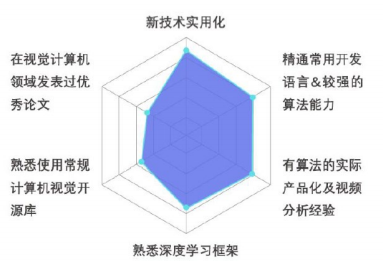 新技术实用化
在视觉计算机
领域发表过优
秀论文
精通常用开发
语言&较强的
算法能力
熟悉使用常规
计算机视觉开
源库
有算法的实际
产品化及视频
分析经验
熟悉深度学习框架